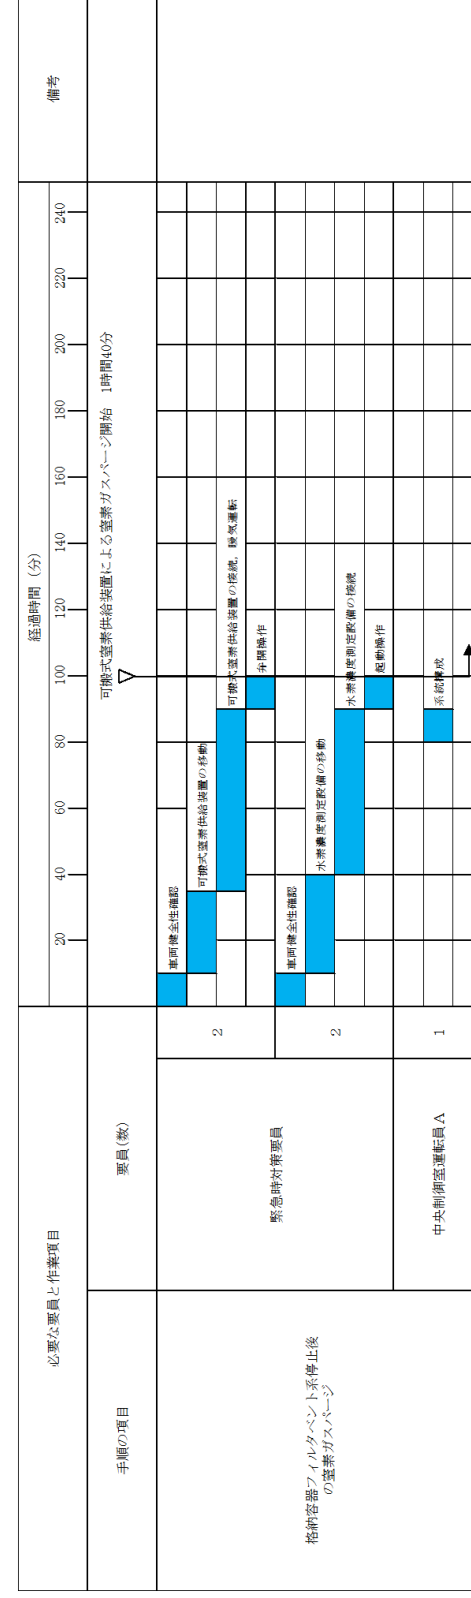 必要な要員と作業項目
経過時間（分）
備考
20
40
60
80
100
120
140
160
180
200
220
240
手順の項目
要員(数)
可搬式窒素供給装置による窒素ガスパージ開始　1時間40分
格納容器フィルタベント系停止後
の窒素ガスパージ
緊急時対策要員
2
車両健全性確認
可搬式窒素供給装置の移動
可搬式窒素供給装置の接続，暖気運転
弁開操作
2
車両健全性確認
水素濃度測定設備の移動
水素濃度測定設備の接続
起動操作
中央制御室運転員Ａ
1
系統構成